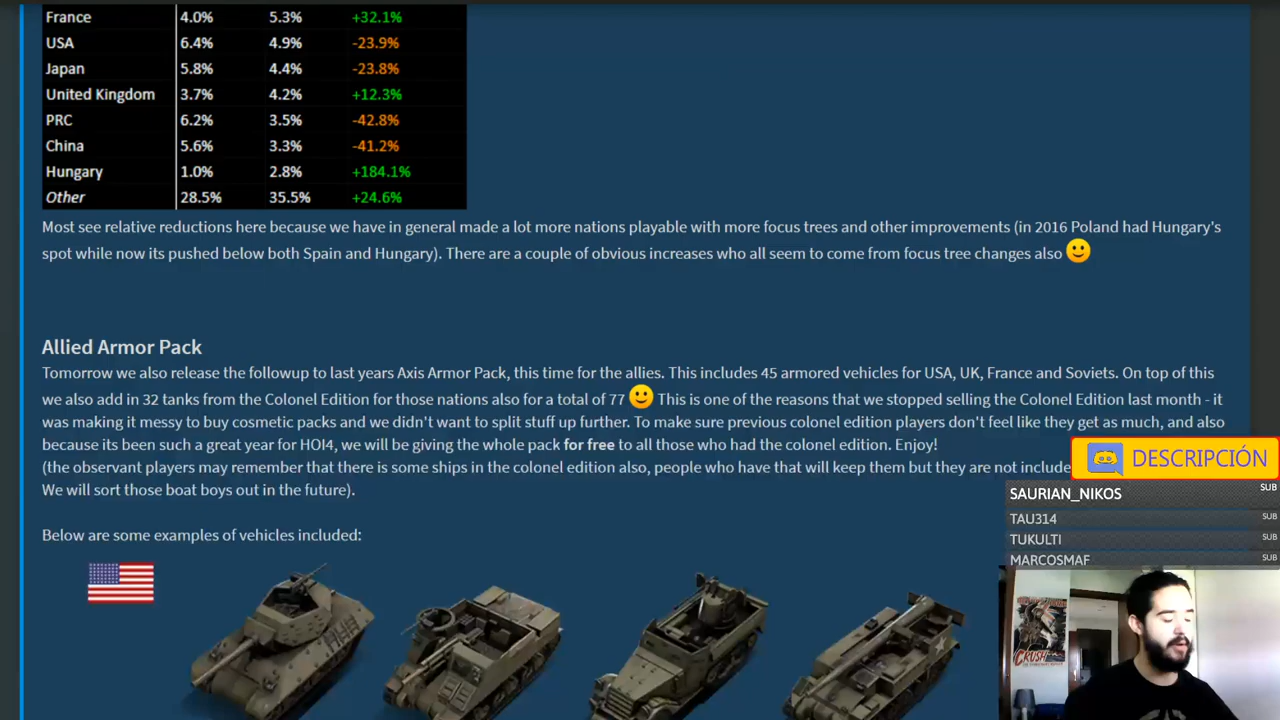 France 4.0% 5.3% +32.1%
USA 6.4% 4.9% -23.9%
Japan 5.8% 4.4% -23.8%
United Kingdom 3.7% 4.2% +12.3%
PRC 6.2% 3.5% -42.8%
China 5.6% 3.3% -41.2%
Hungary 1.0% 2.8% +184.1%
Other 28.5% 35.5% +24.6%
Most see relative reductions here because we have in general made a lot more nations playable with more focus trees and other improvements (in 2016 Poland had Hungary's
spot while now its pushed below both Spain and Hungary). There are a couple of obvious increases who all seem to come from focus tree changes also
Allied Armor Pack
Tomorrow we also release the followup to last years Axis Armor Pack, this time for the allies. This includes 45 armored vehicles for USA, UK, France and Soviets. On top of this
we also add in 32 tanks from the Colonel Edition for those nations also for a total of 77 This is one of the reasons that we stopped selling the Colonel Edition last month - it
was making it messy to buy cosmetic packs and we didn't want to split stuff up further. To make sure previous colonel edition players don't feel like they get as much, and also
because its been such a great year for HOI4, we will be giving the whole pack for free to all those who had the colonel edition. Enjoy!
(the observant players may remember that there is some ships in the colonel edition also, people who have that will keep them but they are not include
We will sort those boat boys out in the future).
Below are some examples of vehicles included:
DESCRIPCIÓN
SAURIAN_NIKOS SUB
TAU314 SUB
TUKULTI SUB
MARCOSMAF SUB
CRUSH